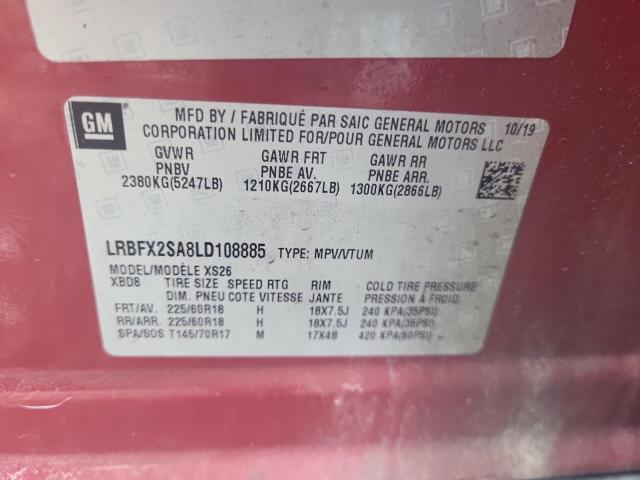 GM
MFD BY / FABRIQUÉ PAR SAIC GENERAL MOTORS 10/19
CORPORATION LIMITED FOR/POUR GENERAL MOTORS LLC
GVWR GAWR FRT GAWR RR
PNBV PNBE AV. PNBE ARR.
2380KG(5247LB) 1210KG(2667LB) 1300KG(2866LB)
LRBFX2SA8LD108885 TYPE: MPV/VTUM
MODEL/MODÈLE XS26
XBD8 TIRE SIZE SPEED RTG RIM COLD TIRE PRESSURE
DIM. PNEU COTE VITESSE JANTE PRESSION À FROID
FRT/AV. 225/60R18 H 18X7.5J 240 KPA(35PSI)
RR/ARR. 225/60R18 H 18X7.5J 240 KPA(35PSI)
SPA/SOS T145/70R17 M 17X4B 420 KPA(60PSI)